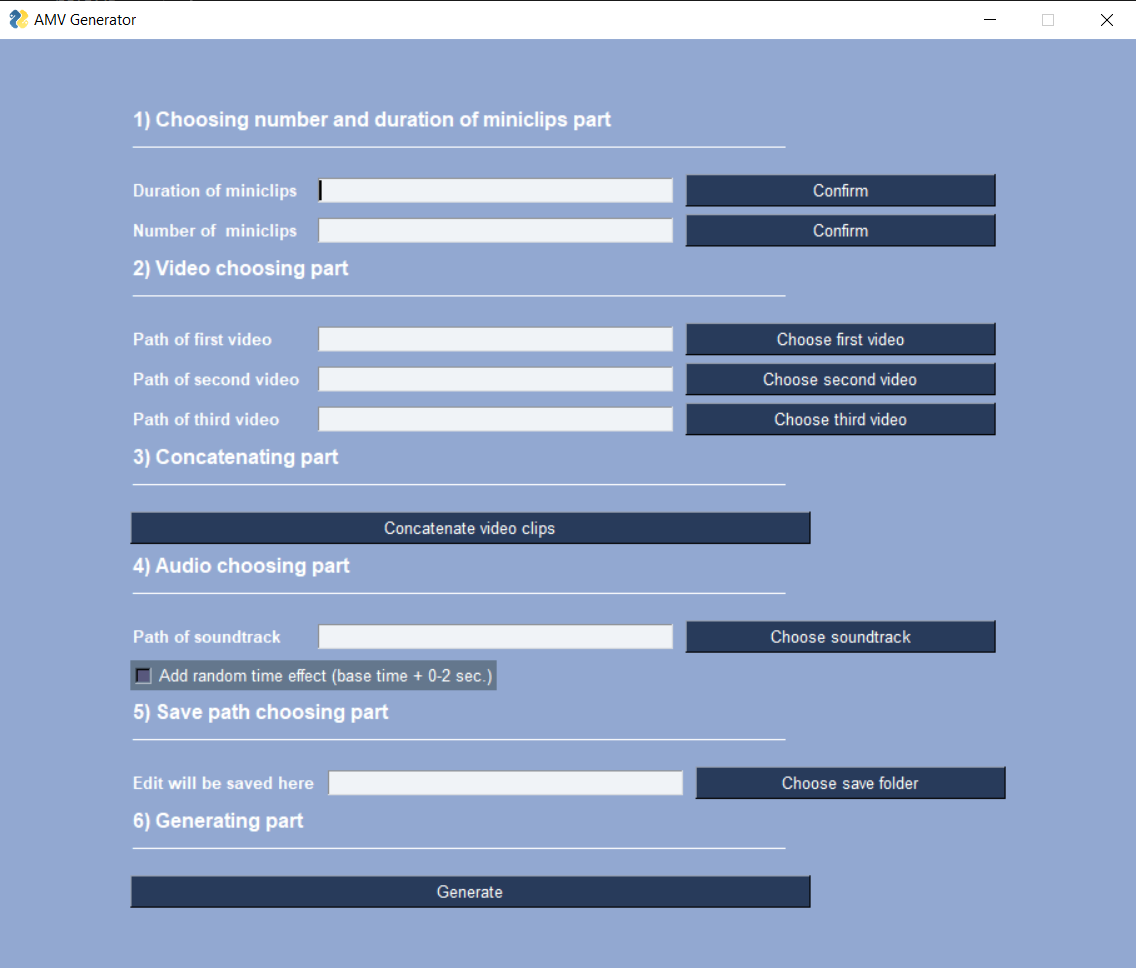 AMV Generator
1) Choosing number and duration of miniclips part
Duration of miniclips Confirm
Number of  miniclips Confirm
2) Video choosing part
Path of first video Choose first video
Path of second video Choose second video
Path of third video Choose third video
3) Concatenating part
Concatenate video clips
4) Audio choosing part
Path of soundtrack Choose soundtrack
Add random time effect (base time + 0-2 sec.)
5) Save path choosing part
Edit will be saved here Choose save folder
6) Generating part
Generate